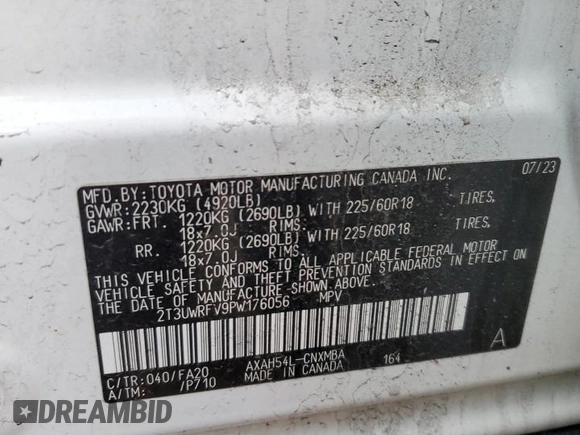 MFD.BY:TOYOTA MOTOR MANUFACTURING CANADA INC. 07/23
GVWR:2230KG (4920LB)
GAWR:FRT. 1220KG (2690LB) WITH 225/60R18 TIRES,
18x7.0J RIMS:
RR. 1220KG (2690LB) WITH 225/60R18 TIRES,
18x7.0J RIMS:
THIS VEHICLE CONFORMS TO ALL APPLICABLE FEDERAL MOTOR
VEHICLE SAFETY AND THEFT PREVENTION STANDARDS IN EFFECT ON
THE DATE OF MANUFACTURE SHOWN ABOVE.
2T3UWRFV9PW176056 MPV
C/TR:040/FA20 AXAH54L-CNXMBA 164 A
A/TM: /P710 MADE IN CANADA
DREAMBID